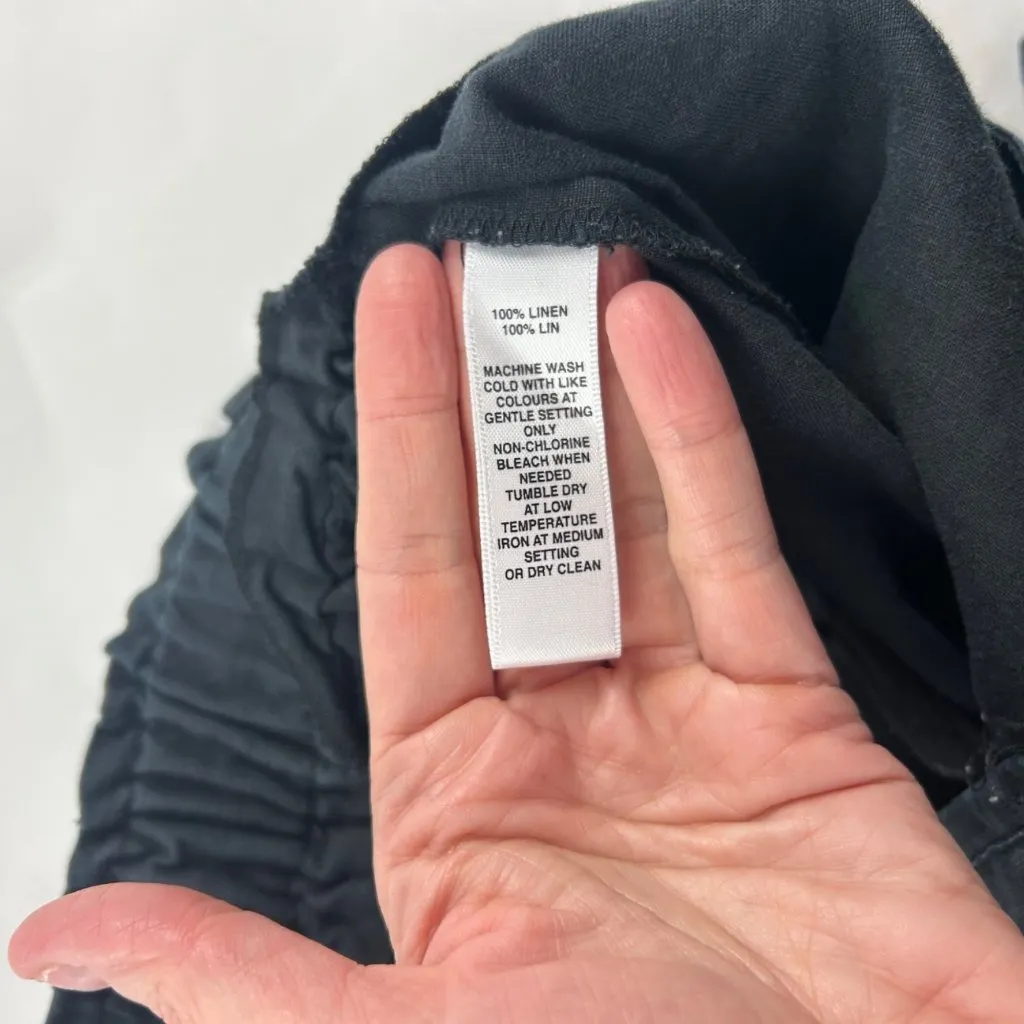 100% LINEN
100% LIN
MACHINE WASH
COLD WITH LIKE
COLOURS AT
GENTLE SETTING
ONLY
NON-CHLORINE
BLEACH WHEN
NEEDED
TUMBLE DRY
AT LOW
TEMPERATURE
IRON AT MEDIUM
SETTING
OR DRY CLEAN